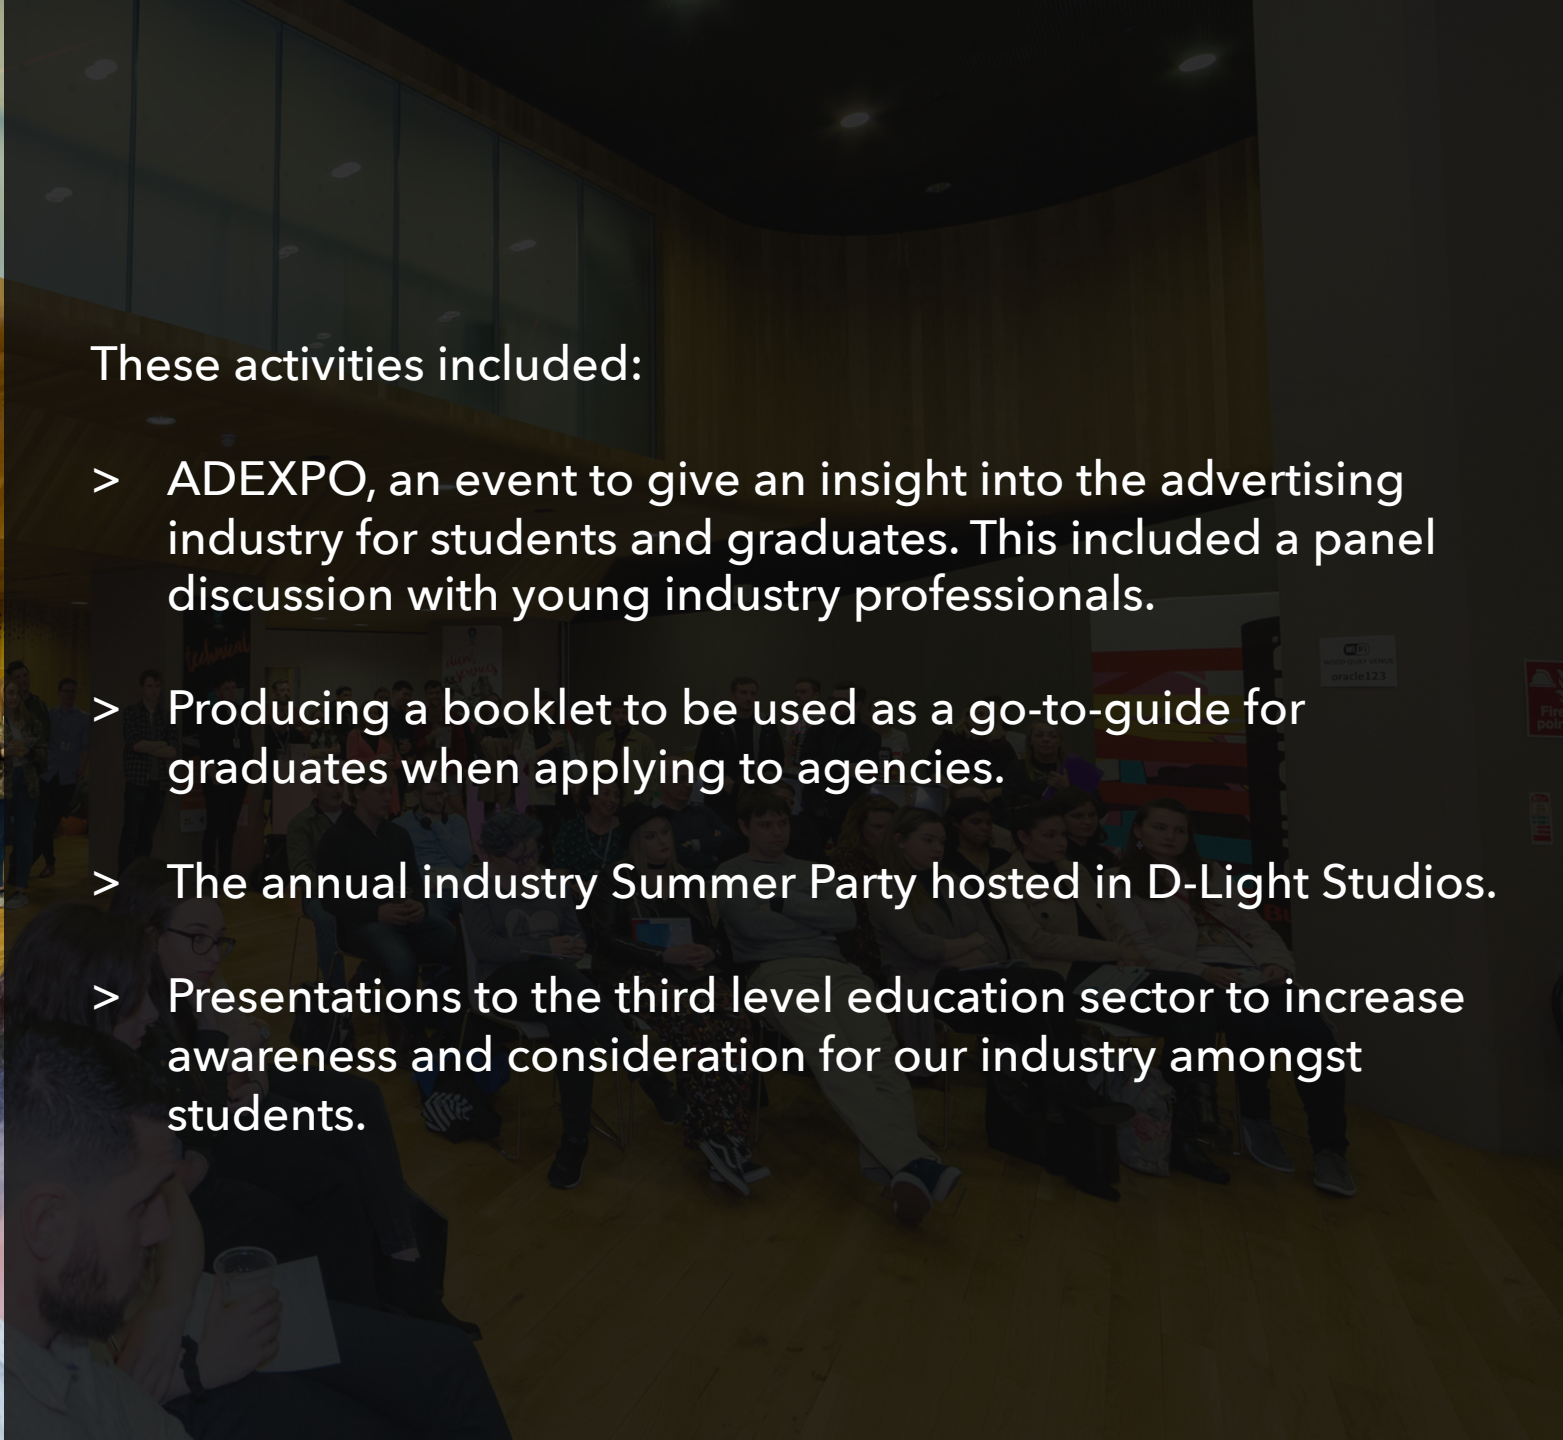 These activities included:
> ADEXPO, an event to give an insight into the advertising
industry for students and graduates. This included a panel
discussion with young industry professionals.
> Producing a booklet to be used as a go-to-guide for
graduates when applying to agencies.
> The annual industry Summer Party hosted in D-Light Studios.
> Presentations to the third level education sector to increase
awareness and consideration for our industry amongst
students.
technical
oracle123
Fire